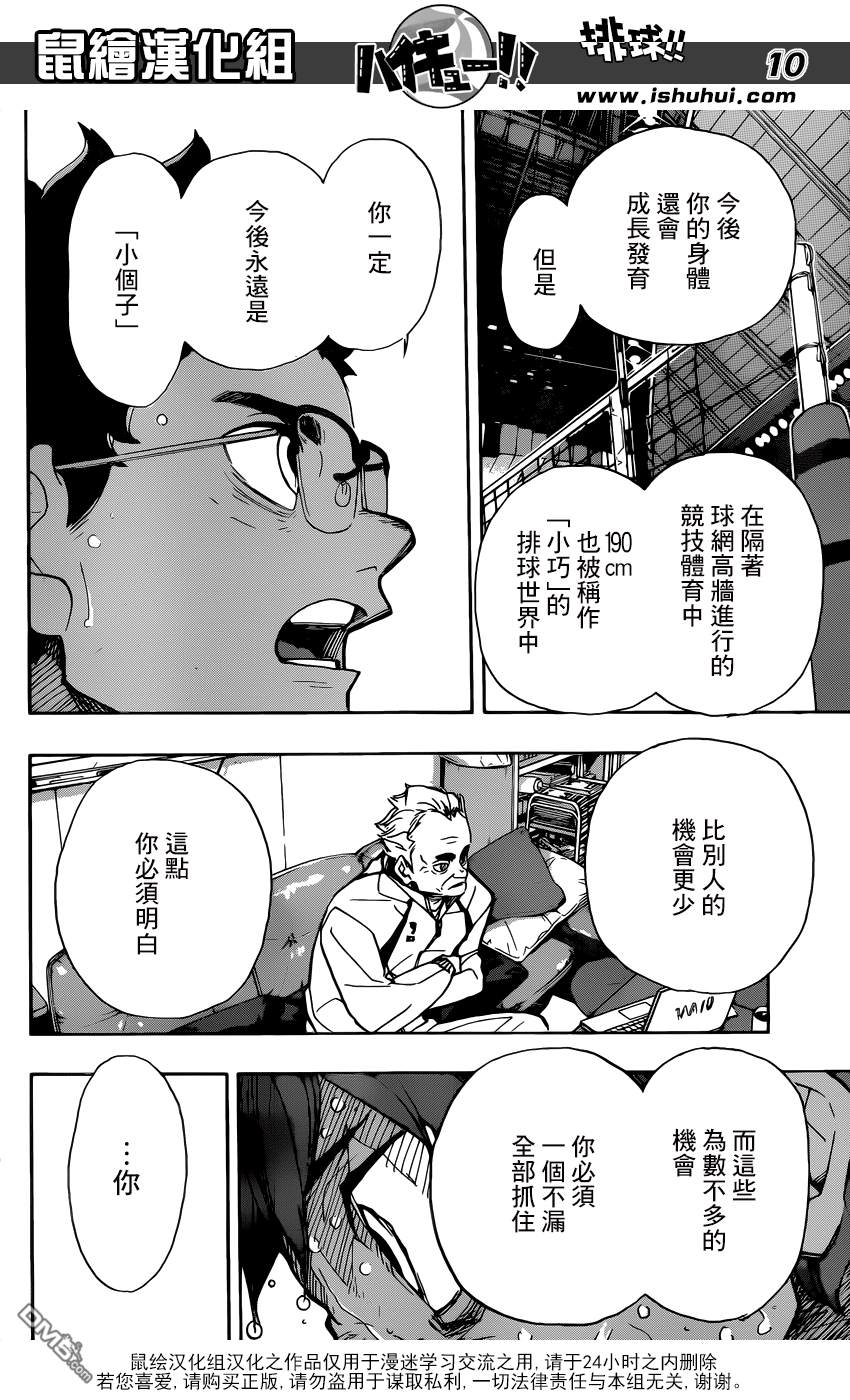 鼠繪漢化組
ハイキュー!!
排球!!
10
www.ishuhui.com
今後
你的身體
還會
成長發育
但是
在隔著
球網高牆進行的
競技體育中
190cm
也被稱作
「小巧」的
排球世界中
你一定
今後永遠是
「小個子」
比別人的
機會更少
這點
你必須明白
而這些
為數不多的
機會
你必須
一個不漏
全部抓住
…你
DM5.com
鼠绘汉化组汉化之作品仅用于漫迷学习交流之用, 请于24小时之内删除
若您喜爱, 请购买正版, 请勿盗用于谋取私利, 一切法律责任与本组无关, 谢谢。